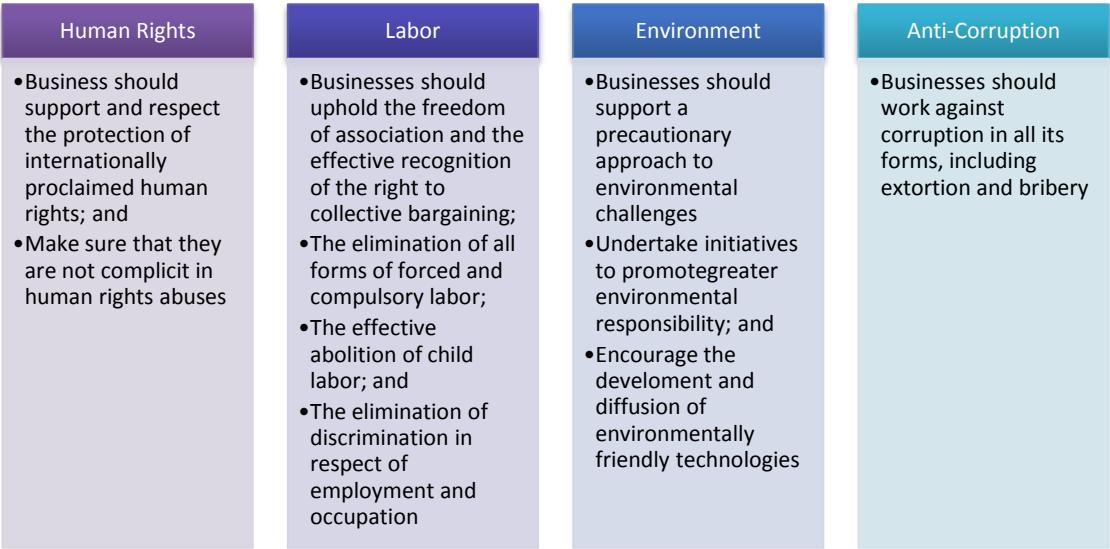 Human Rights
•Business should
support and respect
the protection of
internationally
proclaimed human
rights; and
•Make sure that they
are not complicit in
human rights abuses
Labor
•Businesses should
uphold the freedom
of association and the
effective recognition
of the right to
collective bargaining;
•The elimination of all
forms of forced and
compulsory labor;
•The effective
abolition of child
labor; and
•The elimination of
discrimination in
respect of
employment and
occupation
Environment
•Businesses should
support a
precautionary
approach to
environmental
challenges
•Undertake initiatives
to promotegreater
environmental
responsibility; and
•Encourage the
develoment and
diffusion of
environmentally
friendly technologies
Anti-Corruption
•Businesses should
work against
corruption in all its
forms, including
extortion and bribery